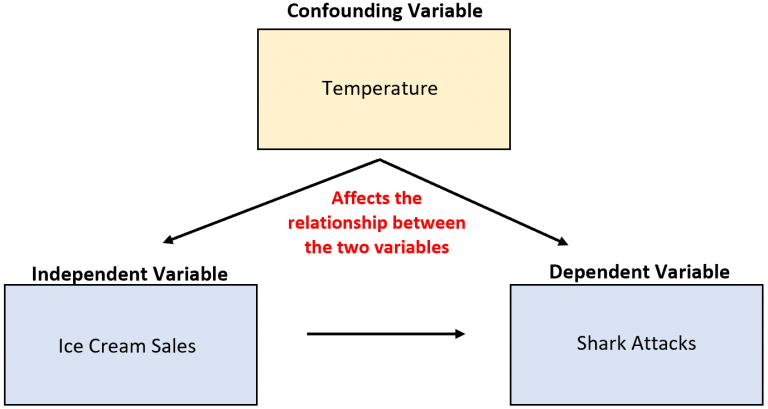 Confounding Variable
Temperature
Affects the
relationship between
the two variables
Independent Variable
Dependent Variable
Ice Cream Sales
Shark Attacks